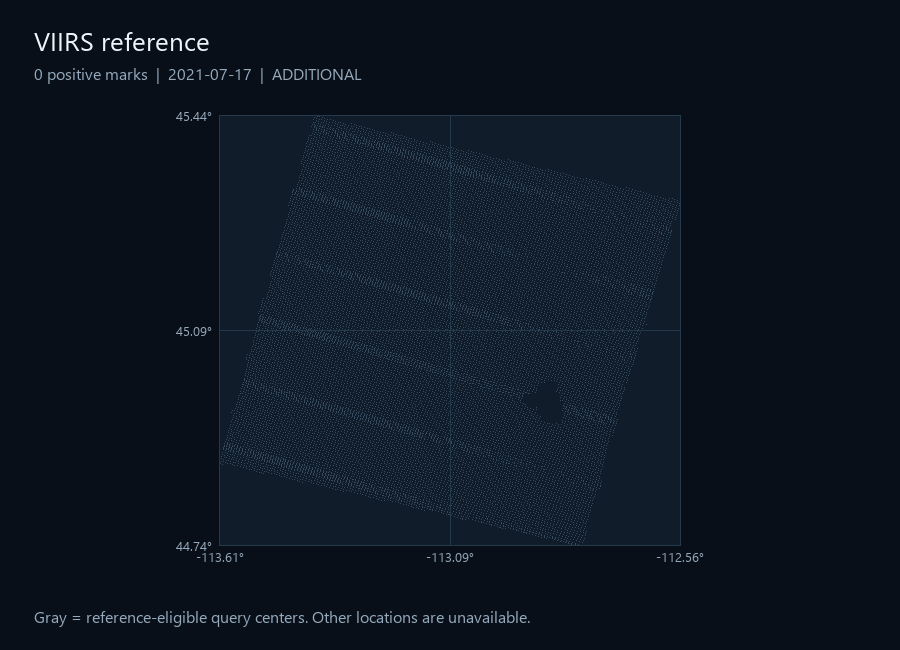 VIIRS reference
0 positive marks | 2021-07-17 | ADDITIONAL
45.44°
45.09°
44.74°
-113.61° -113.09° -112.56°
Gray = reference-eligible query centers. Other locations are unavailable.